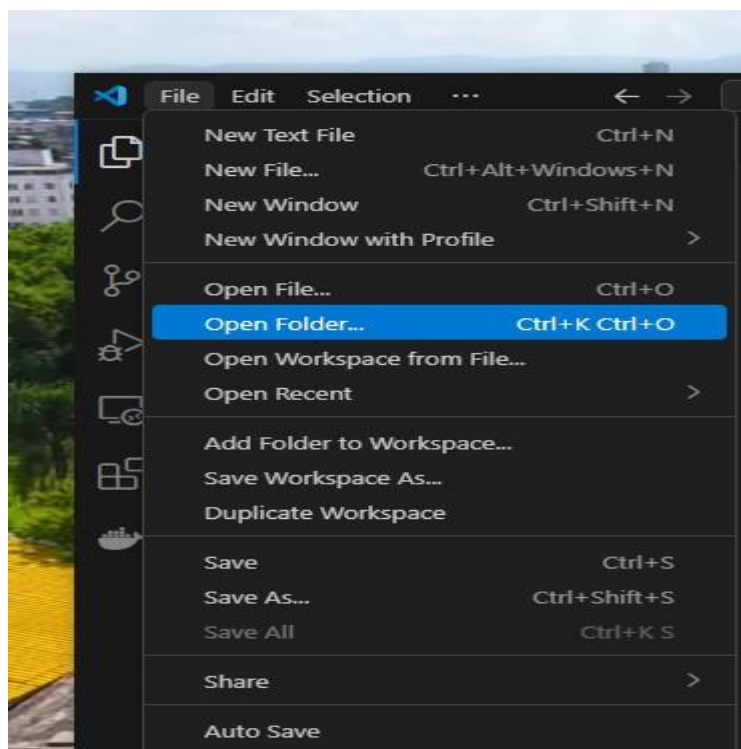 File Edit Selection ...
New Text File Ctrl+N
New File... Ctrl+Alt+Windows+N
New Window Ctrl+Shift+N
New Window with Profile
Open File... Ctrl+O
Open Folder... Ctrl+K Ctrl+O
Open Workspace from File...
Open Recent
Add Folder to Workspace...
Save Workspace As...
Duplicate Workspace
Save Ctrl+S
Save As... Ctrl+Shift+S
Save All Ctrl+K S
Share
Auto Save